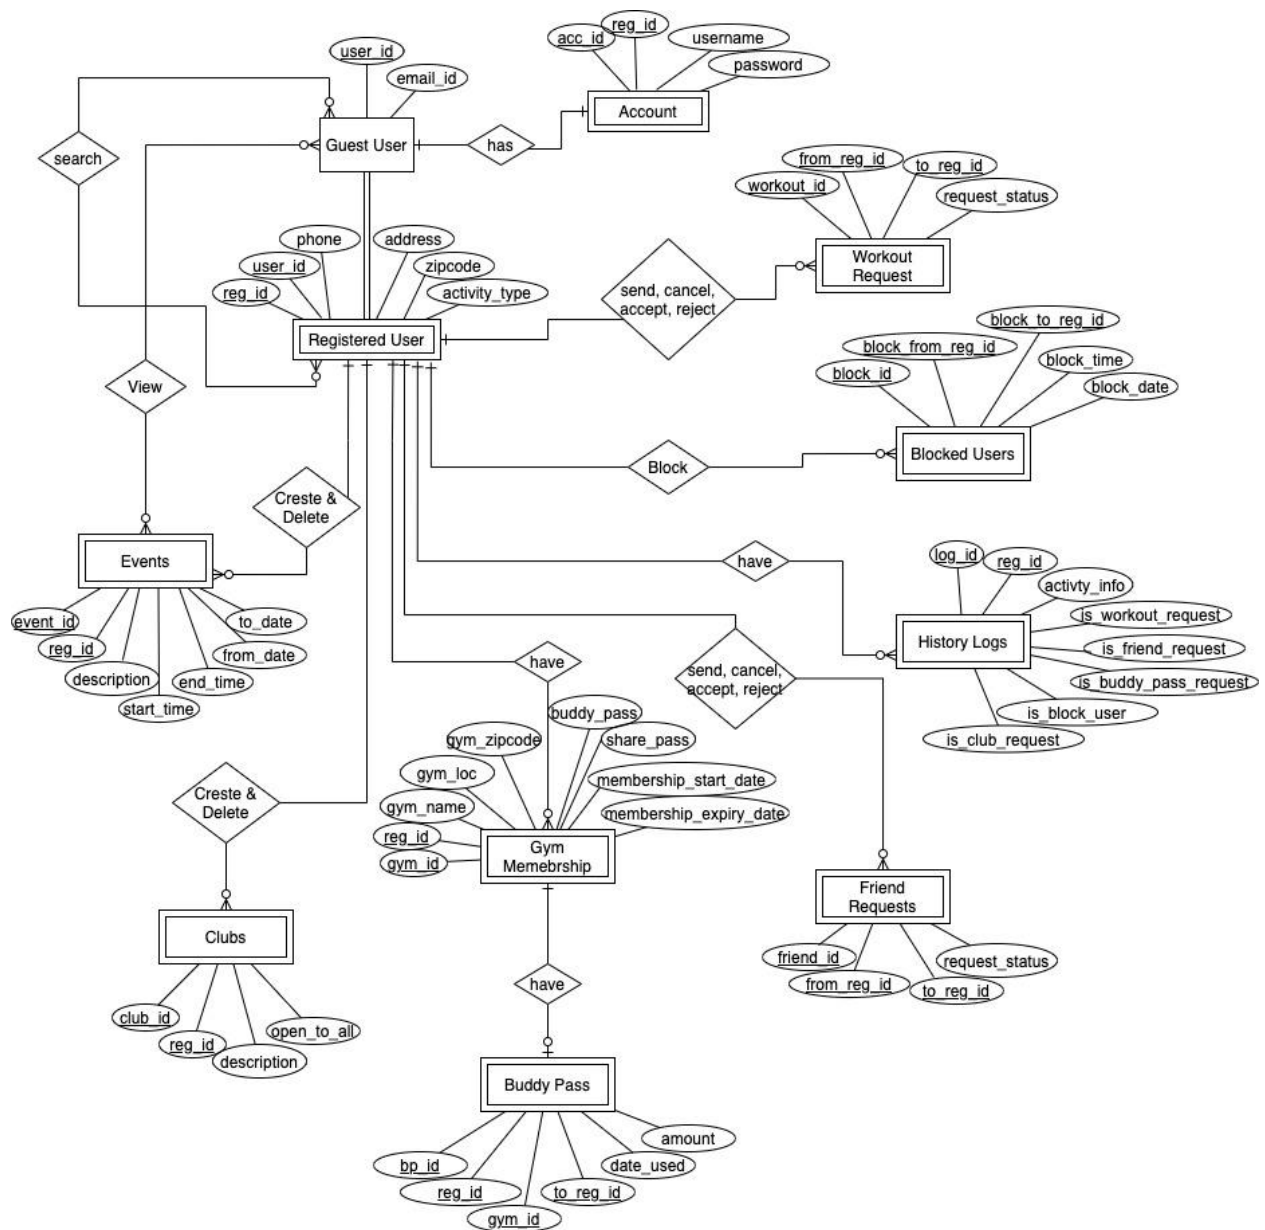 reg_id
acc_id
username
user_id
password
email_id
Account
Guest User
has
search
from_reg_id
to_reg_id
workout_id
request_status
phone
address
Workout
Request
user_id
zipcode
reg_id
activity_type
send, cancel,
accept, reject
Registered User
block_to_reg_id
block_from_reg_id
block_time
block_id
block_date
View
Blocked Users
Block
Creste &
Delete
Events
log_id
reg_id
have
activty_info
event_id
to_date
is_workout_request
reg_id
History Logs
is_friend_request
from_date
have
send, cancel,
accept, reject
description
end_time
is_buddy_pass_request
start_time
buddy_pass
is_block_user
gym_zipcode
share_pass
is_club_request
gym_loc
membership_start_date
Creste &
Delete
gym_name
membership_expiry_date
reg_id
gym_id
Gym
Memebrship
Friend
Requests
Clubs
friend_id
request_status
from_reg_id
to_reg_id
have
club_id
open_to_all
reg_id
description
Buddy Pass
amount
bp_id
date_used
reg_id
to_reg_id
gym_id